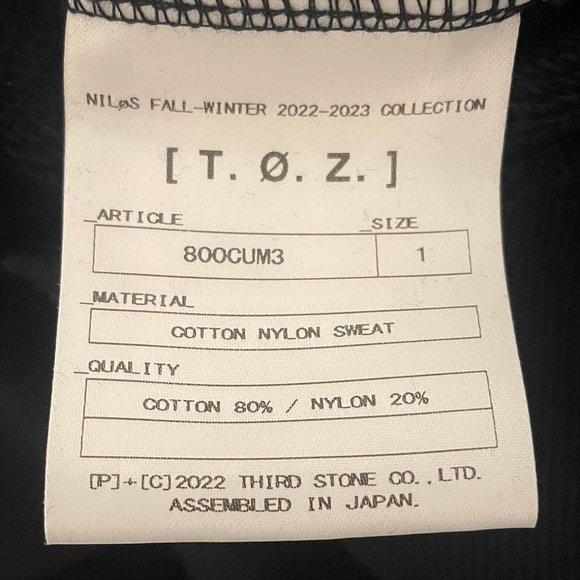 NILøS FALL-WINTER 2022-2023 COLLECTION
[ T. Ø. Z. ]
_ARTICLE _SIZE
800CUM3 1
_MATERIAL
COTTON NYLON SWEAT
_QUALITY
COTTON 80% / NYLON 20%
[P]+[C]2022 THIRD STONE CO.,LTD.
ASSEMBLED IN JAPAN.